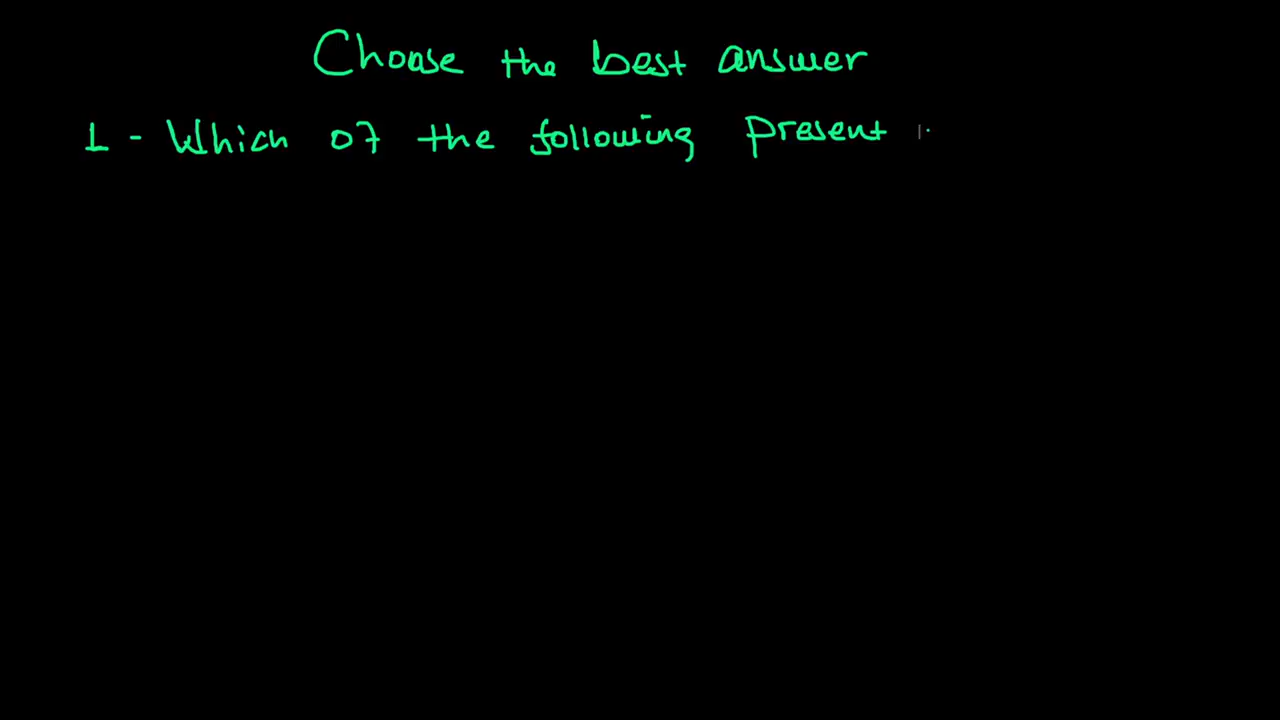 Choose the best answer
1 - Which of the following present